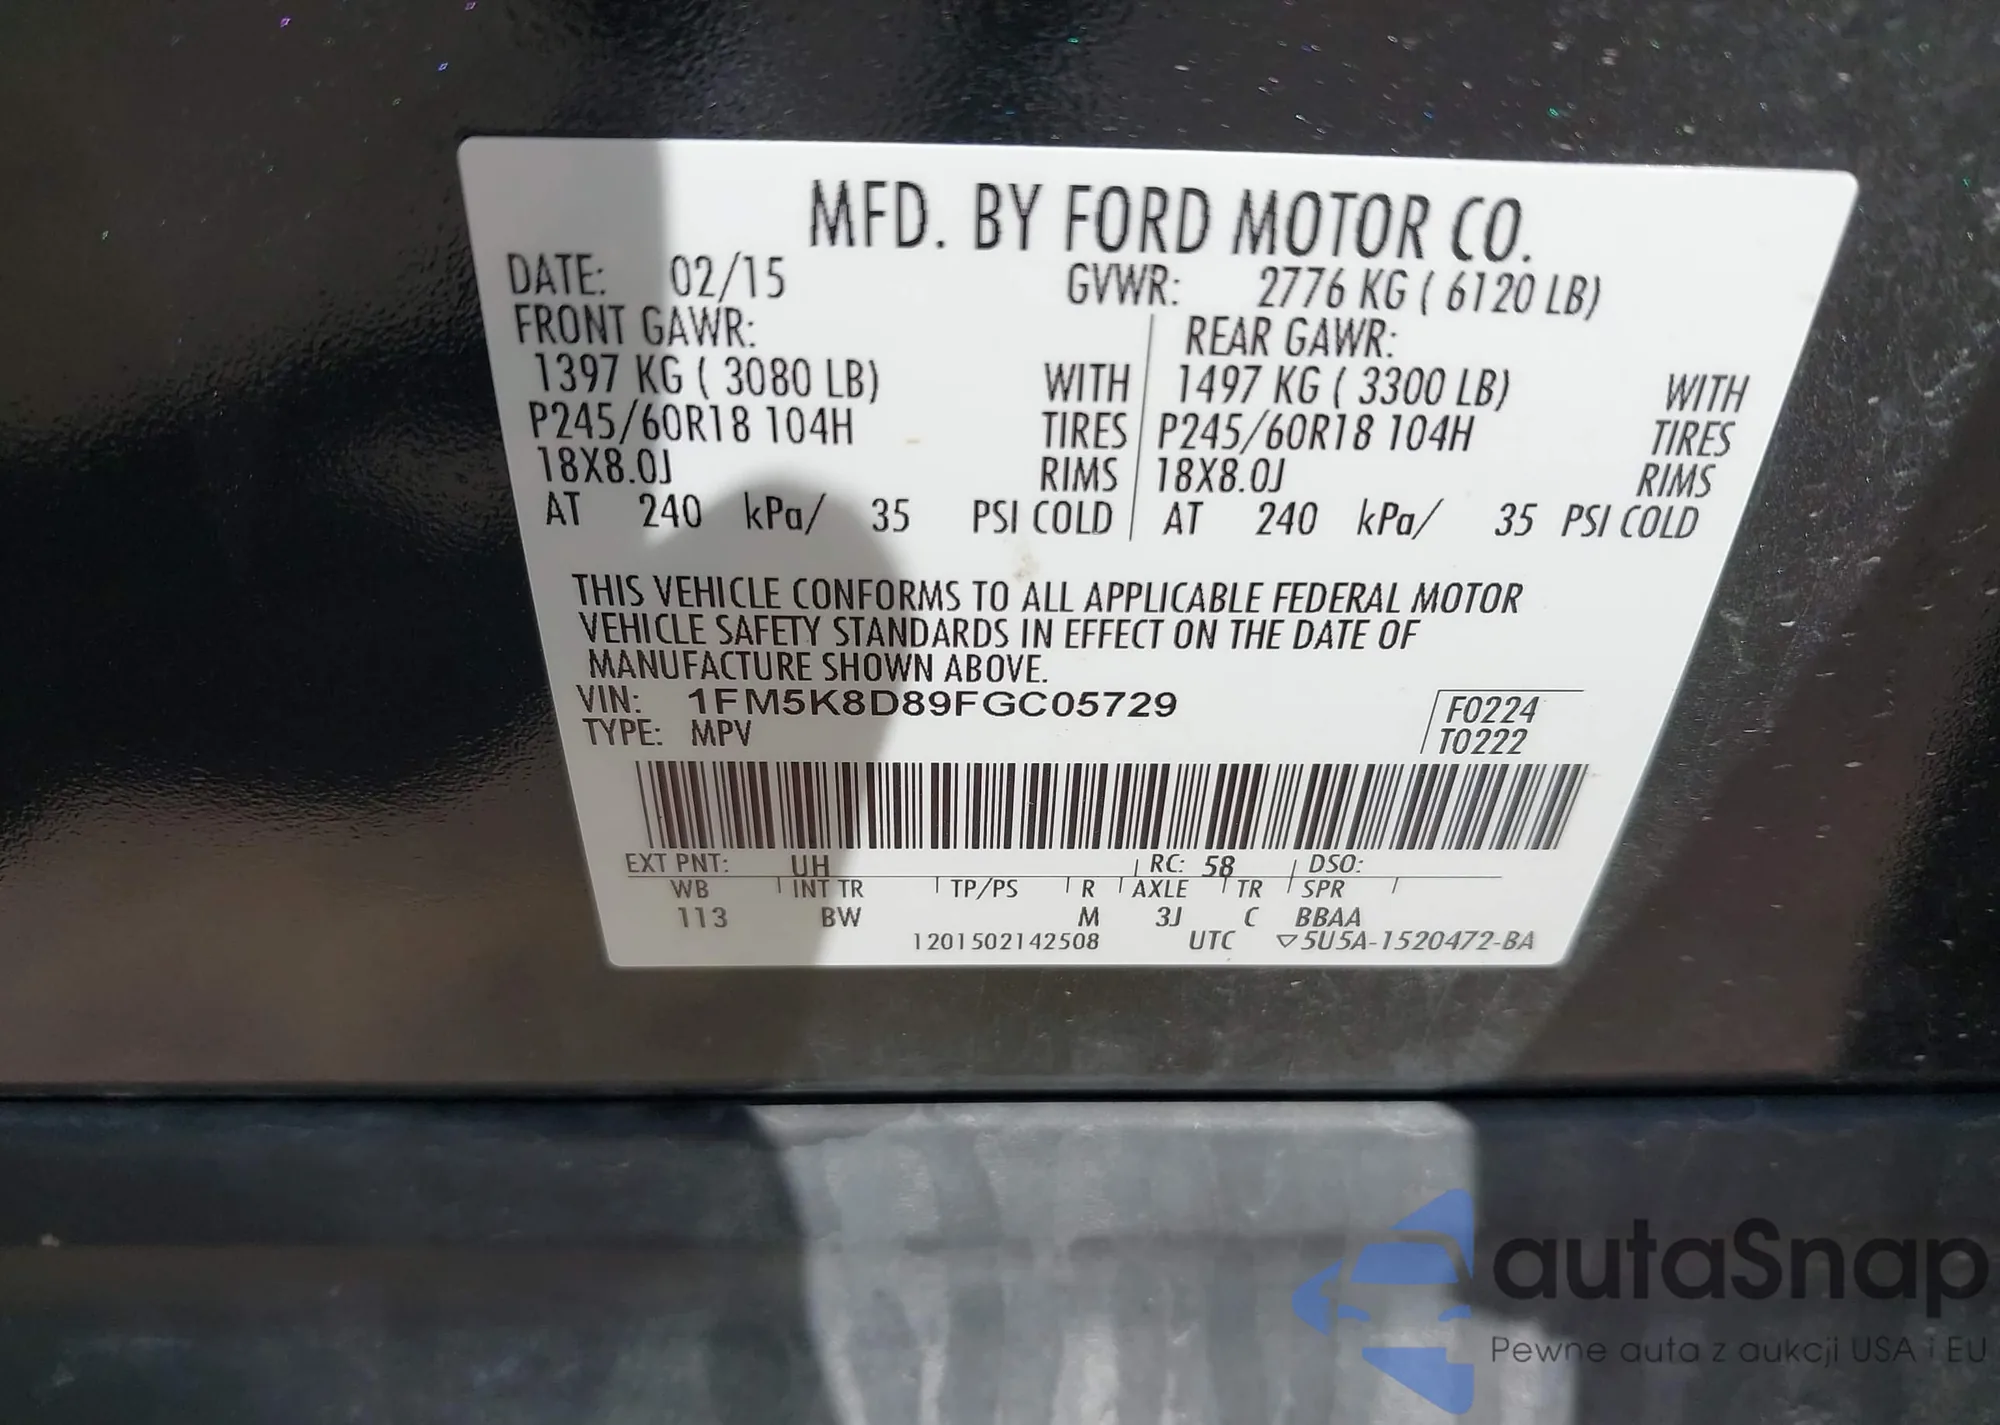 MFD. BY FORD MOTOR CO.
DATE: 02/15 GVWR: 2776 KG ( 6120 LB)
FRONT GAWR: REAR GAWR:
1397 KG ( 3080 LB) WITH 1497 KG ( 3300 LB) WITH
P245/60R18 104H TIRES P245/60R18 104H TIRES
18X8.0J RIMS 18X8.0J RIMS
AT 240 kPa/ 35 PSI COLD AT 240 kPa/ 35 PSI COLD
THIS VEHICLE CONFORMS TO ALL APPLICABLE FEDERAL MOTOR
VEHICLE SAFETY STANDARDS IN EFFECT ON THE DATE OF
MANUFACTURE SHOWN ABOVE.
VIN: 1FM5K8D89FGC05729 F0224
TYPE: MPV T0222
EXT PNT: UH RC: 58 DSO:
WB INT TR TP/PS R AXLE TR SPR
113 BW M 3J C BBAA
1201502142508 UTC ▽5U5A-1520472-BA
autaSnap
Pewne auta z aukcji USA i EU